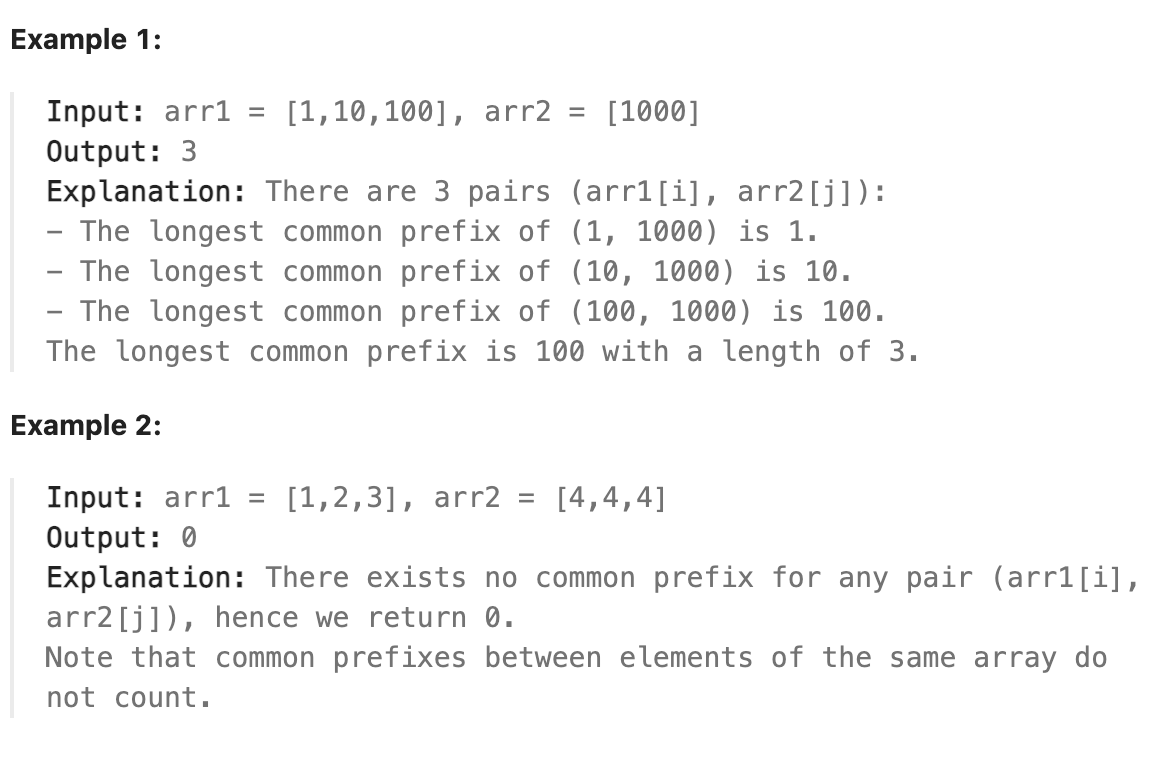 Example 1:
Input: arr1 = [1,10,100], arr2 = [1000]
Output: 3
Explanation: There are 3 pairs (arr1[i], arr2[j]):
– The longest common prefix of (1, 1000) is 1.
– The longest common prefix of (10, 1000) is 10.
– The longest common prefix of (100, 1000) is 100.
The longest common prefix is 100 with a length of 3.
Example 2:
Input: arr1 = [1,2,3], arr2 = [4,4,4]
Output: 0
Explanation: There exists no common prefix for any pair (arr1[i],
arr2[j]), hence we return 0.
Note that common prefixes between elements of the same array do
not count.